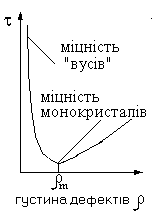 τ
міцність
"вусів"
міцність
монокристалів
ρm
густина дефектів ρ